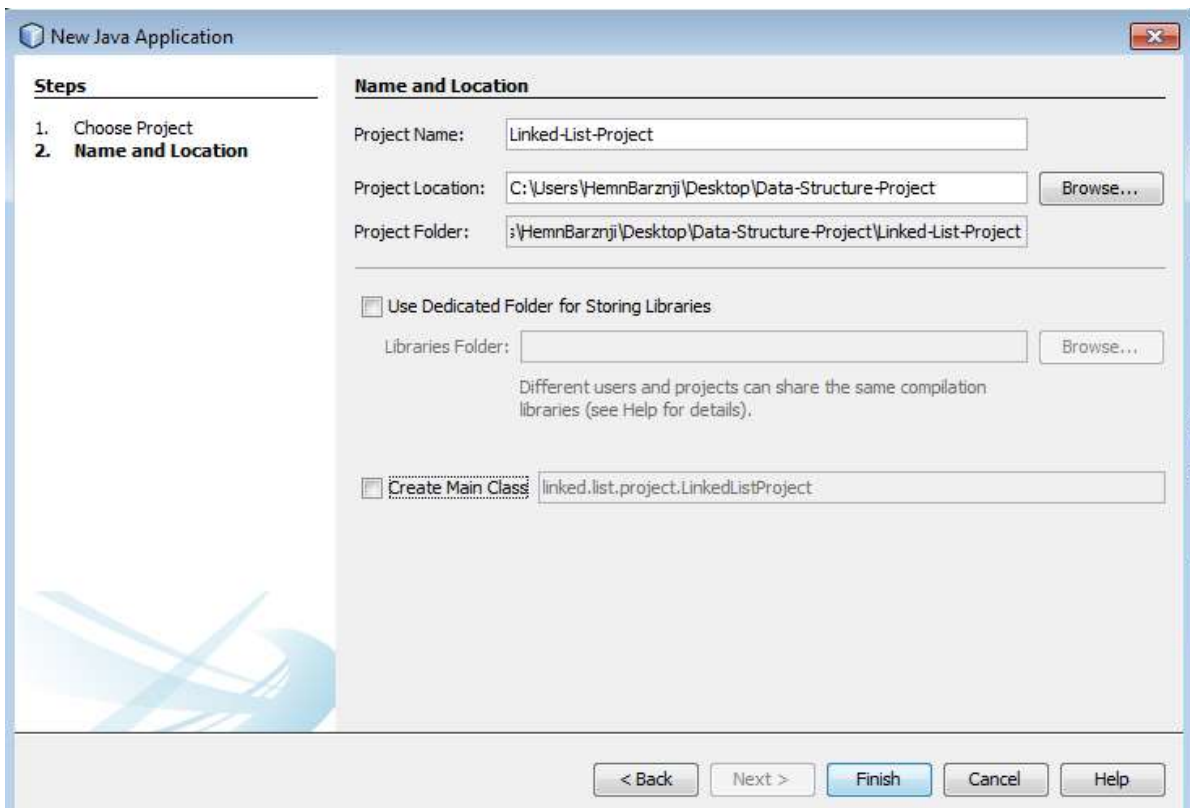 New Java Application
Steps
1. Choose Project
2. Name and Location
Name and Location
Project Name: Linked-List-Project
Project Location: C:\Users\HemnBarznji\Desktop\Data-Structure-Project Browse...
Project Folder: s\HemnBarznji\Desktop\Data-Structure-Project\Linked-List-Project
Use Dedicated Folder for Storing Libraries
Libraries Folder: Browse...
Different users and projects can share the same compilation
libraries (see Help for details).
Create Main Class linked.list.project.LinkedListProject
< Back Next > Finish Cancel Help